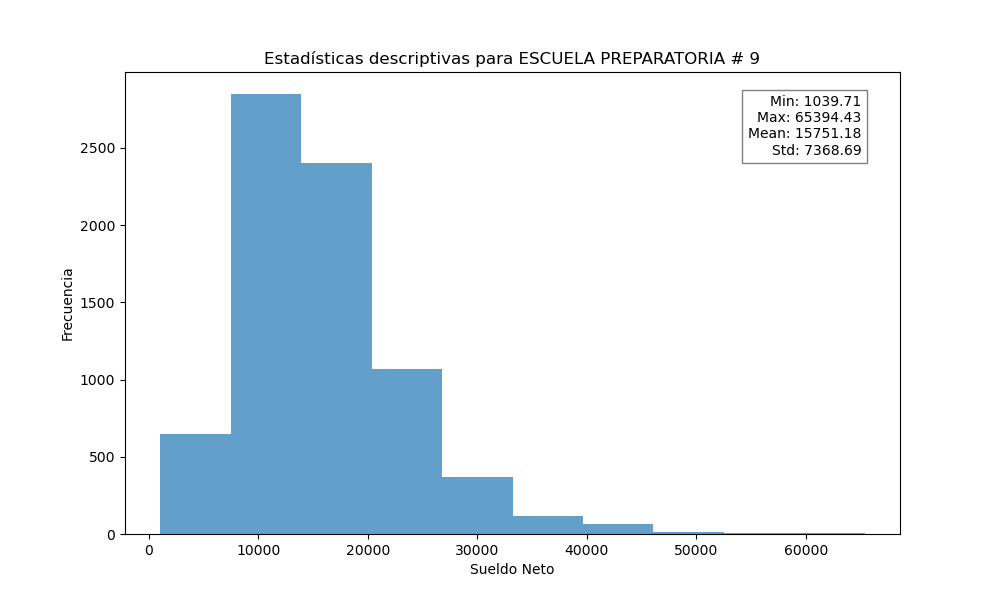 Estadísticas descriptivas para ESCUELA PREPARATORIA # 9
Min: 1039.71
Max: 65394.43
Mean: 15751.18
Std: 7368.69
Frecuencia
2500
2000
1500
1000
500
0
0 10000 20000 30000 40000 50000 60000
Sueldo Neto